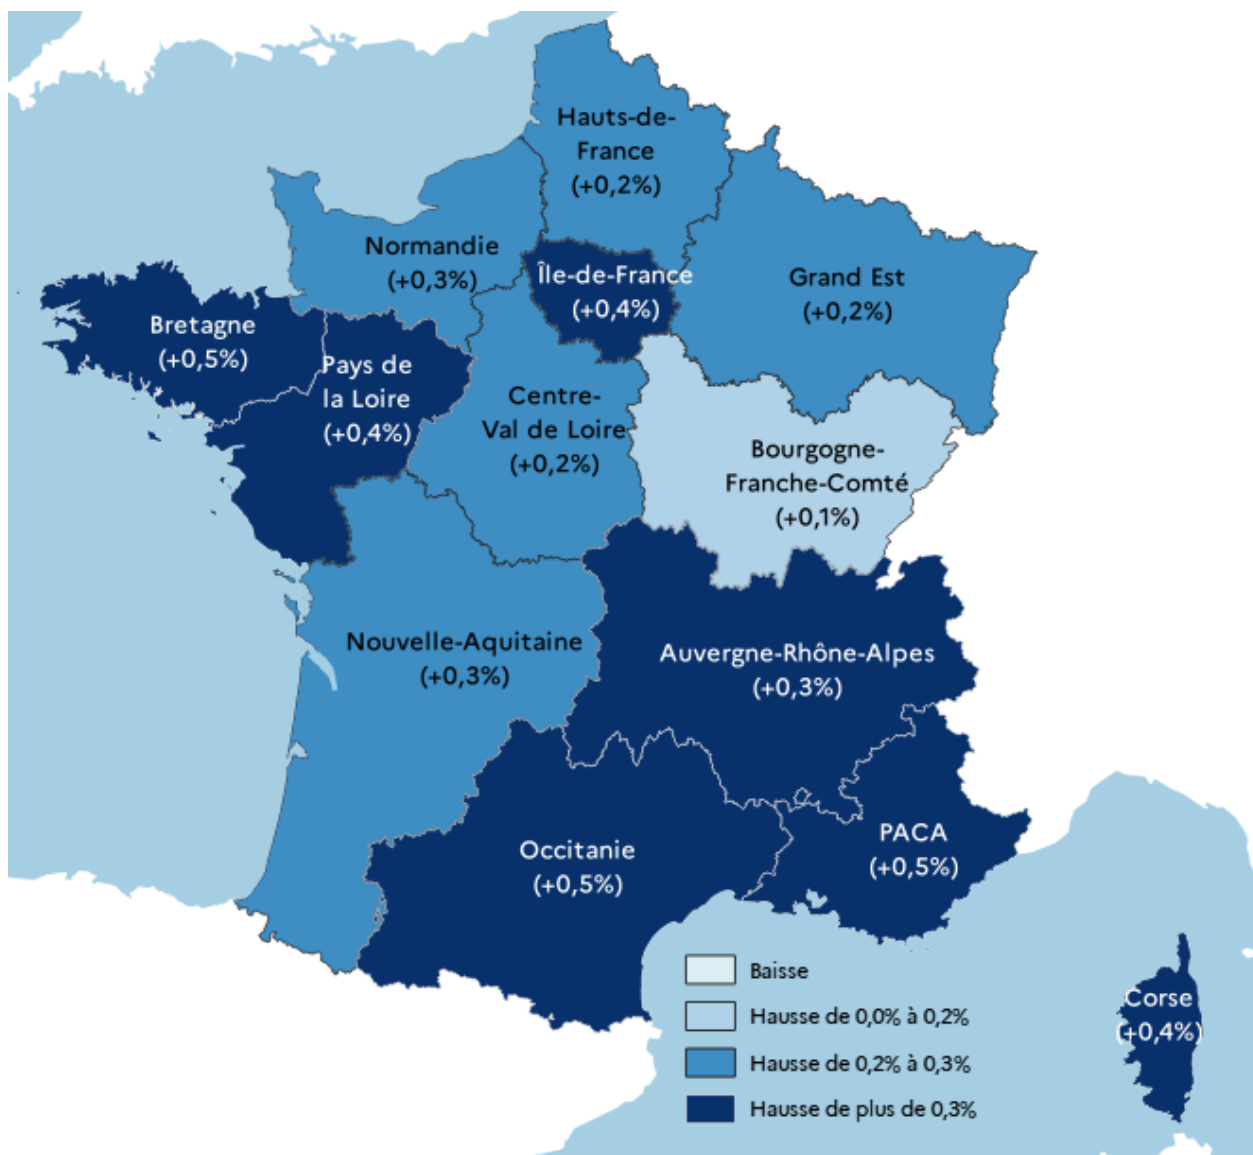 Hauts-de-
France
(+0,2%)
Normandie
(+0,3%)
Île-de-France
(+0,4%)
Grand Est
(+0,2%)
Bretagne
(+0,5%)
Pays de
la Loire
(+0,4%)
Centre-
Val de Loire
(+0,2%)
Bourgogne-
Franche-Comté
(+0,1%)
Nouvelle-Aquitaine
(+0,3%)
Auvergne-Rhône-Alpes
(+0,3%)
Occitanie
(+0,5%)
PACA
(+0,5%)
Corse
(+0,4%)
Baisse
Hausse de 0,0% à 0,2%
Hausse de 0,2% à 0,3%
Hausse de plus de 0,3%